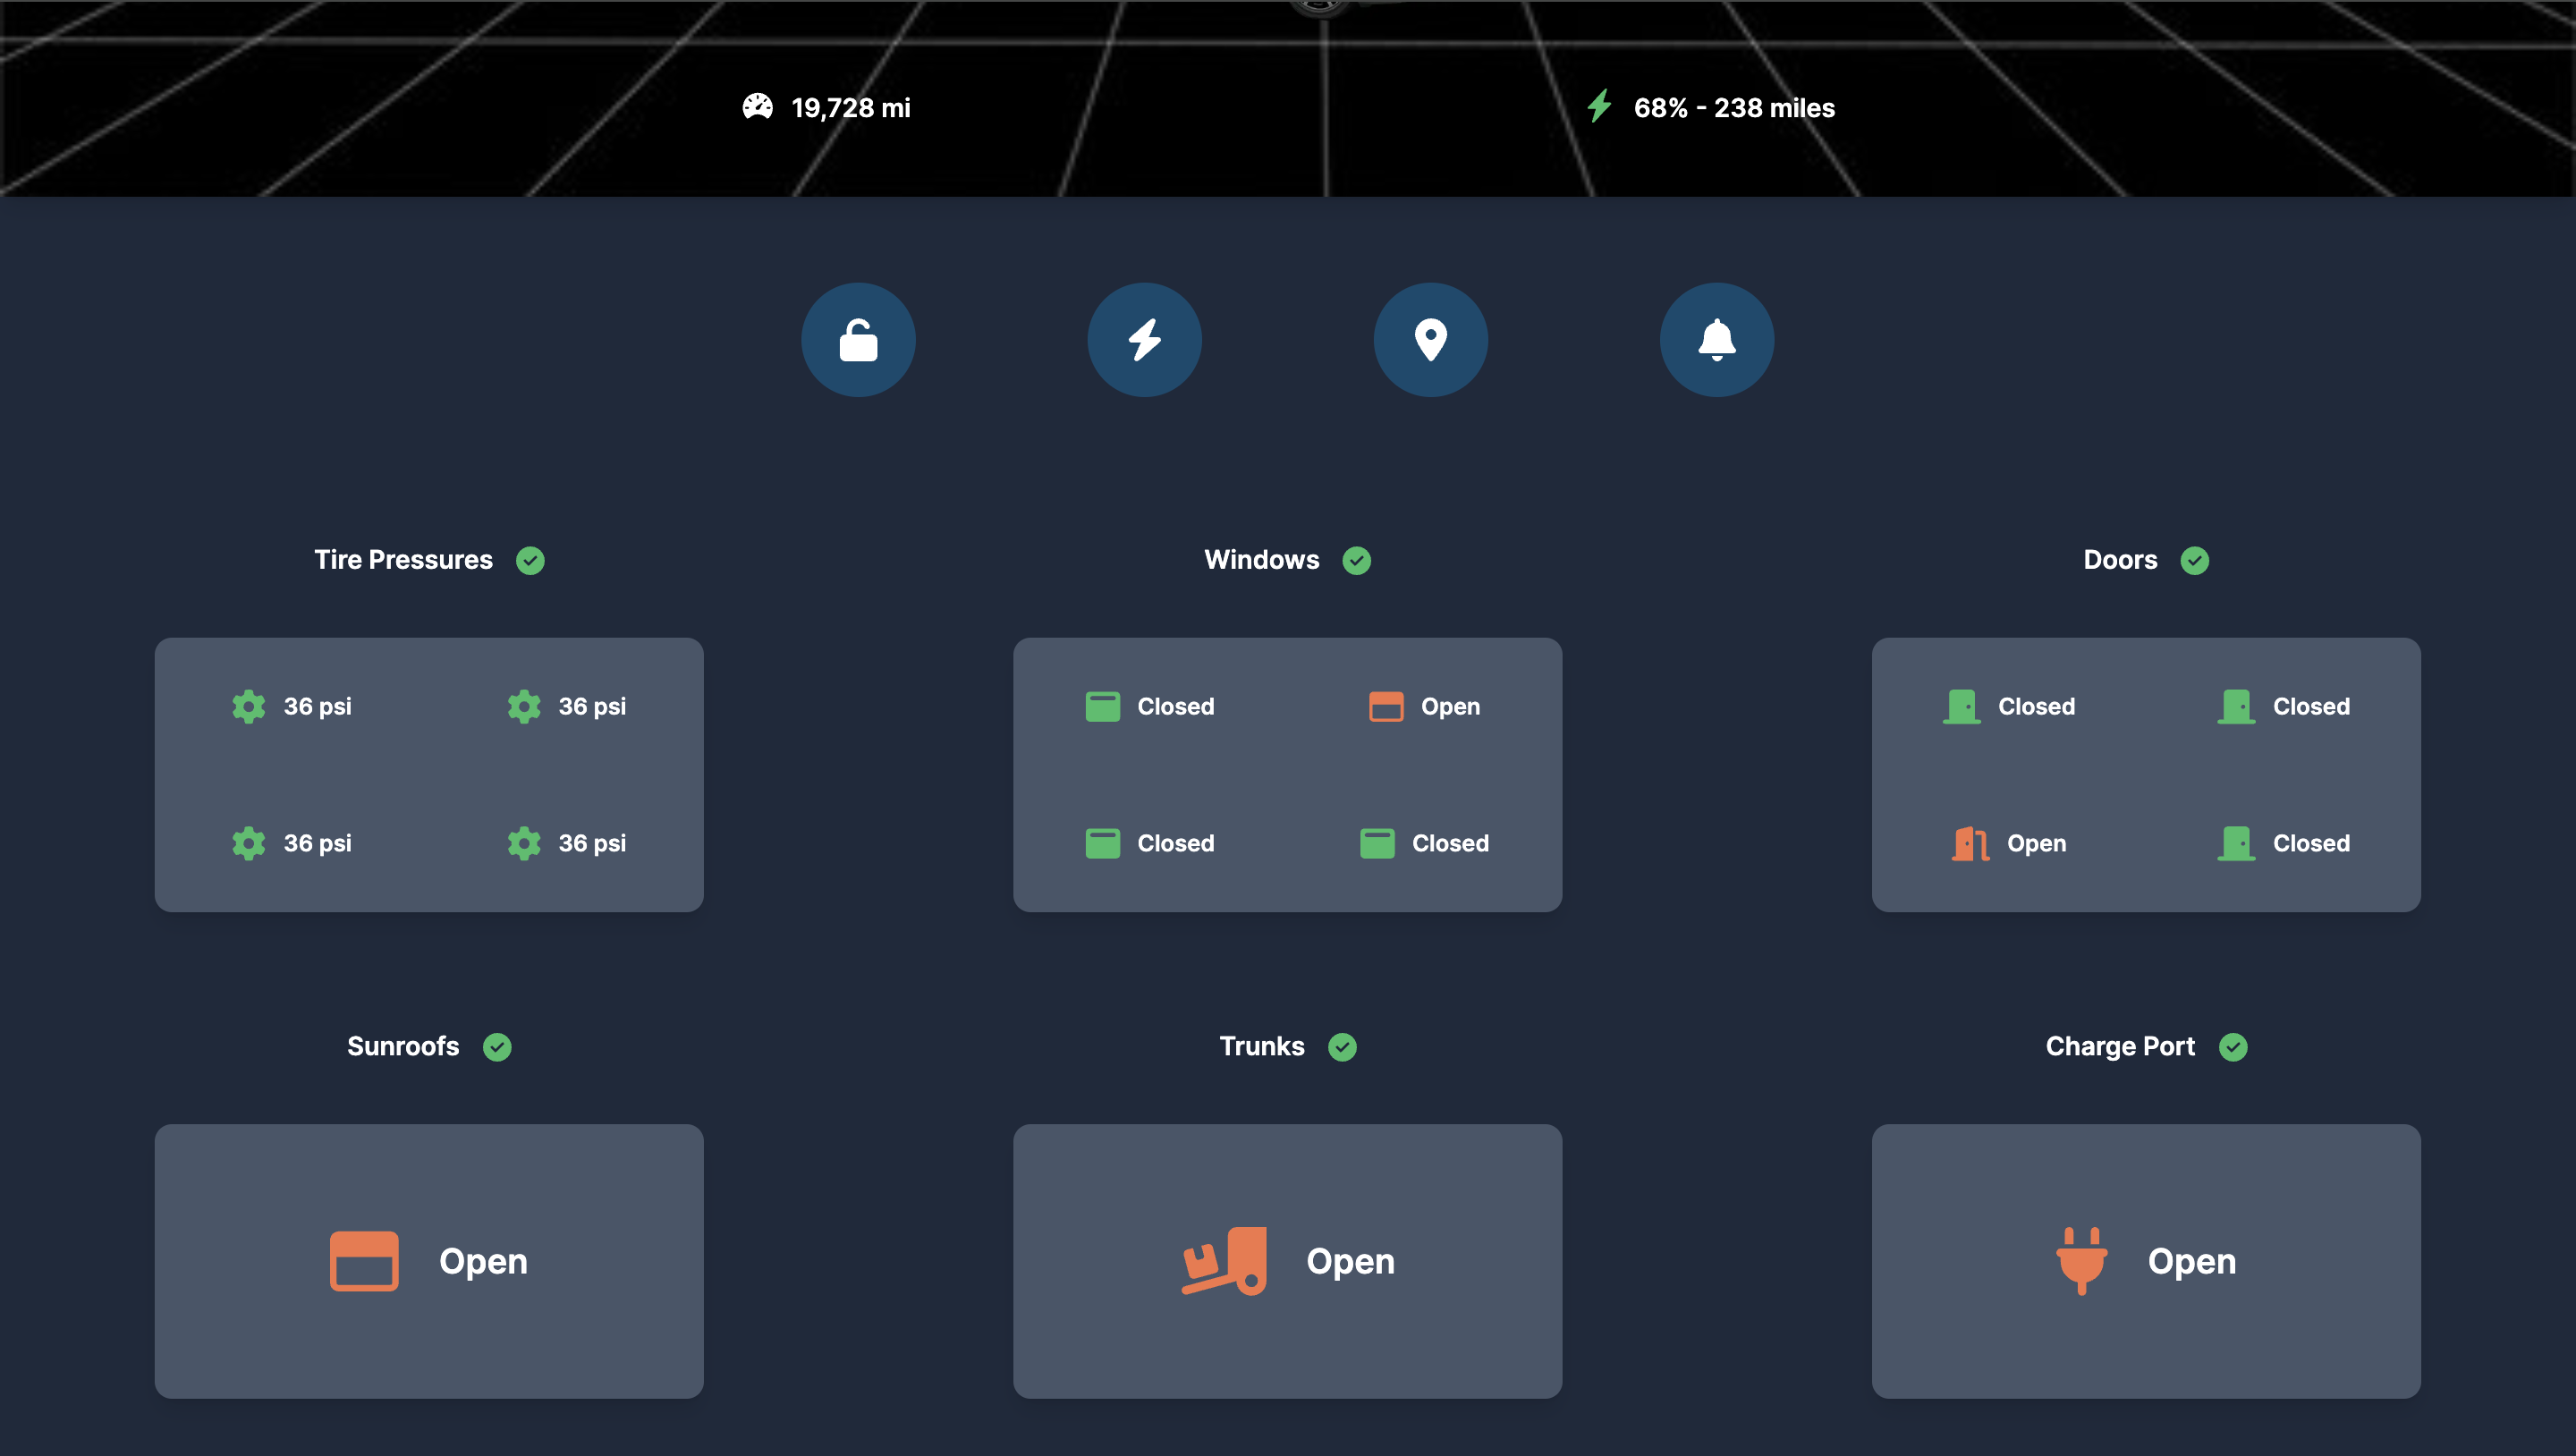 19,728 mi
68% - 238 miles
Tire Pressures
Windows
Doors
36 psi
36 psi
Closed
Open
Closed
Closed
36 psi
36 psi
Closed
Closed
Open
Closed
Sunroofs
Trunks
Charge Port
Open
Open
Open